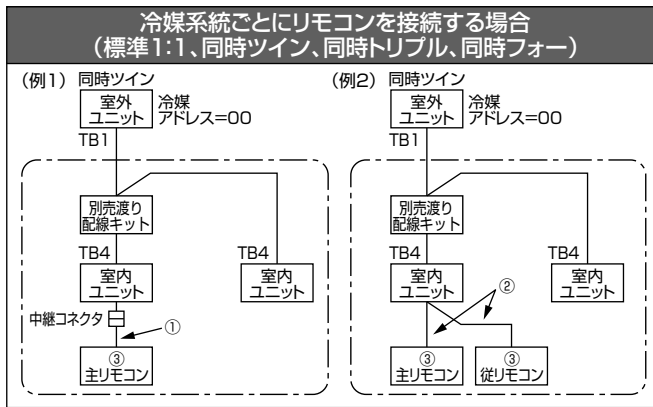 冷媒系統ごとにリモコンを接続する場合
(標準1:1、同時ツイン、同時トリプル、同時フォー)
(例1) 同時ツイン
室外
ユニット
冷媒
アドレス=00
TB1
別売渡り
配線キット
TB4
室内
ユニット
TB4
室内
ユニット
中継コネクタ
①
③
主リモコン
(例2) 同時ツイン
室外
ユニット
冷媒
アドレス=00
TB1
別売渡り
配線キット
TB4
室内
ユニット
TB4
室内
ユニット
②
③
主リモコン
③
従リモコン